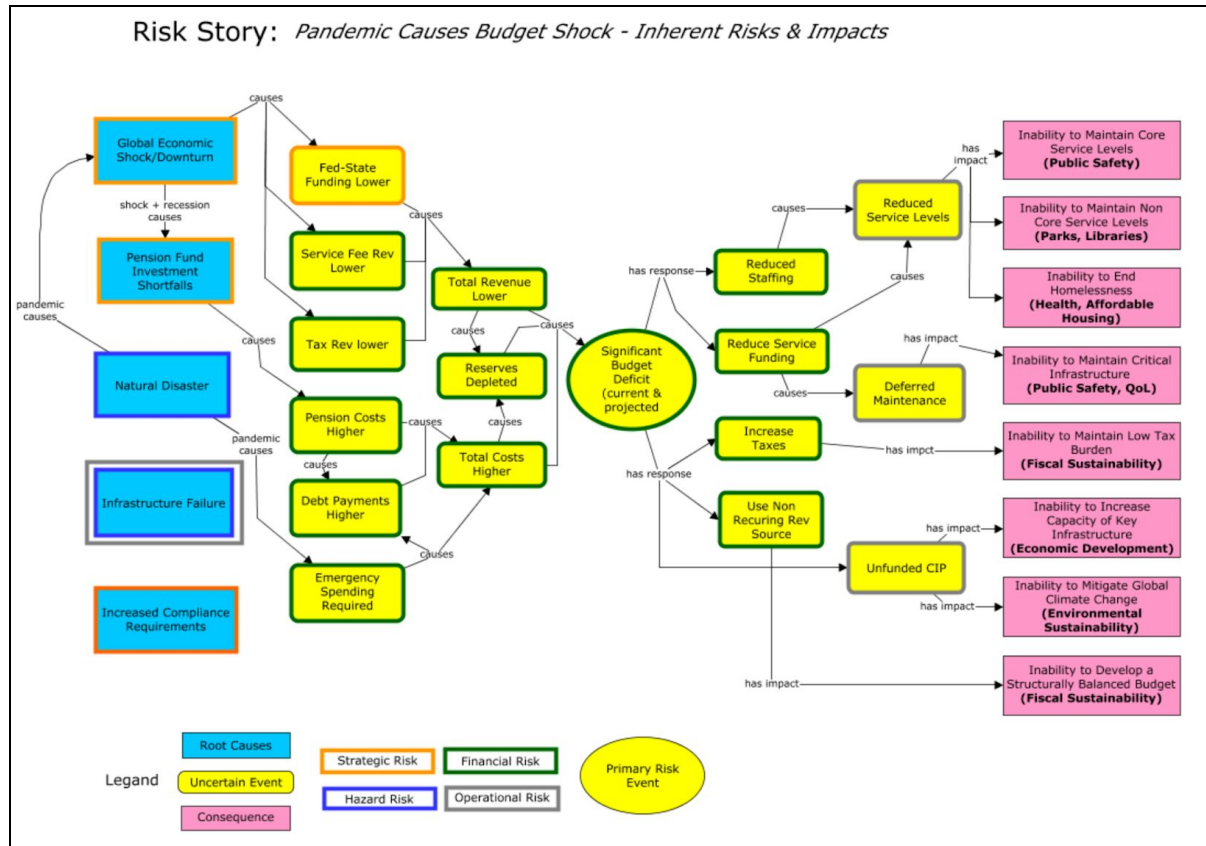 Risk Story: Pandemic Causes Budget Shock - Inherent Risks & Impacts
causes
Global Economic
Shock/Downturn
shock + recession
causes
Pension Fund
Investment
Shortfalls
pandemic
causes
Natural Disaster
pandemic
causes
Infrastructure Failure
Increased Compliance
Requirements
Fed-State
Funding Lower
causes
Service Fee Rev
Lower
Tax Rev lower
causes
Pension Costs
Higher
causes
causes
Debt Payments
Higher
causes
Emergency
Spending
Required
Total Revenue
Lower
causes
causes
Reserves
Depleted
causes
Total Costs
Higher
Significant
Budget
Deficit
(current &
projected
has response
Reduced
Staffing
causes
Reduced
Service Levels
has
impact
causes
Reduce Service
Funding
causes
Deferred
Maintenance
has impact
has response
Increase
Taxes
has impct
Use Non
Recuring Rev
Source
has impact
Unfunded CIP
has impact
has impact
Inability to Maintain Core
Service Levels
(Public Safety)
Inability to Maintain Non
Core Service Levels
(Parks, Libraries)
Inability to End
Homelessness
(Health, Affordable
Housing)
Inability to Maintain Critical
Infrastructure
(Public Safety, QoL)
Inability to Maintain Low Tax
Burden
(Fiscal Sustainability)
Inability to Increase
Capacity of Key
Infrastructure
(Economic Development)
Inability to Mitigate Global
Climate Change
(Environmental
Sustainability)
Inability to Develop a
Structurally Balanced Budget
(Fiscal Sustainability)
Legand
Root Causes
Uncertain Event
Consequence
Strategic Risk
Financial Risk
Hazard Risk
Operational Risk
Primary Risk
Event